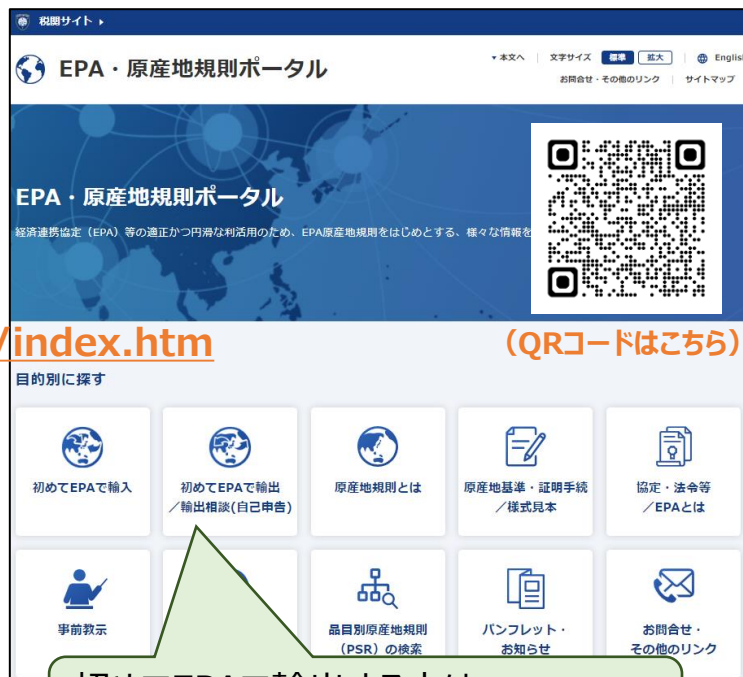 税関サイト
EPA・原産地規則ポータル
本文へ 文字サイズ 標準 拡大 English
お問合せ・その他のリンク サイトマップ
EPA・原産地規則ポータル
経済連携協定（EPA）等の適正かつ円滑な利活用のため、EPA原産地規則をはじめとする、様々な情報を
/index.htm
（QRコードはこちら）
目的別に探す
初めてEPAで輸入
初めてEPAで輸出
／輸出相談(自己申告)
原産地規則とは
原産地基準・証明手続
／様式見本
協定・法令等
／EPAとは
事前教示
品目別原産地規則
（PSR）の検索
パンフレット・
お知らせ
お問合せ・
その他のリンク